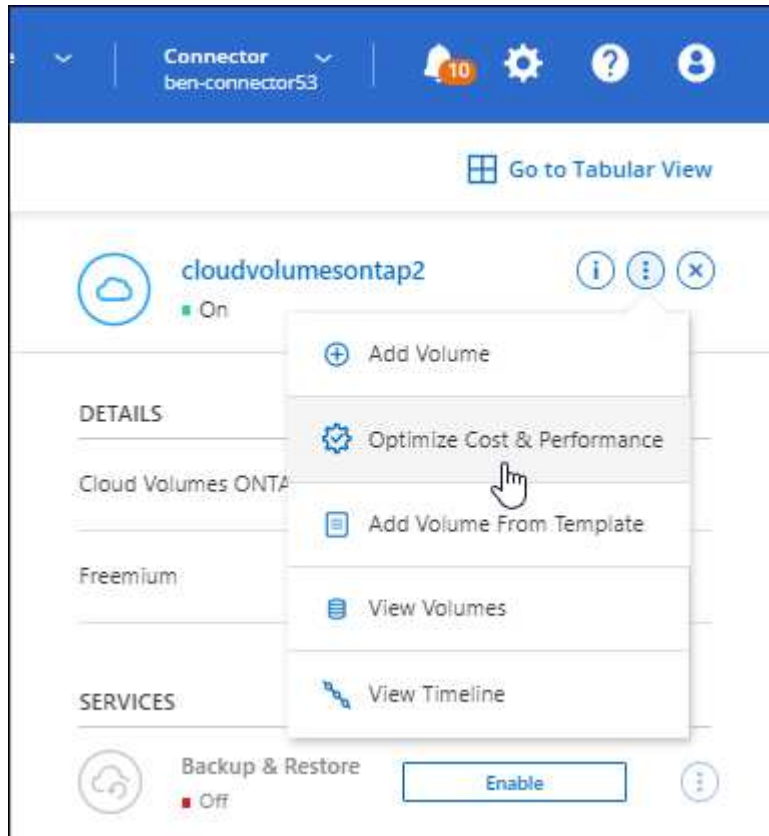 Connector
ben-connector53
10
Go to Tabular View
cloudvolumesontap2
On
Add Volume
DETAILS
Optimize Cost & Performance
Cloud Volumes ONTA
Add Volume From Template
Freemium
View Volumes
View Timeline
SERVICES
Backup & Restore
Enable
Off